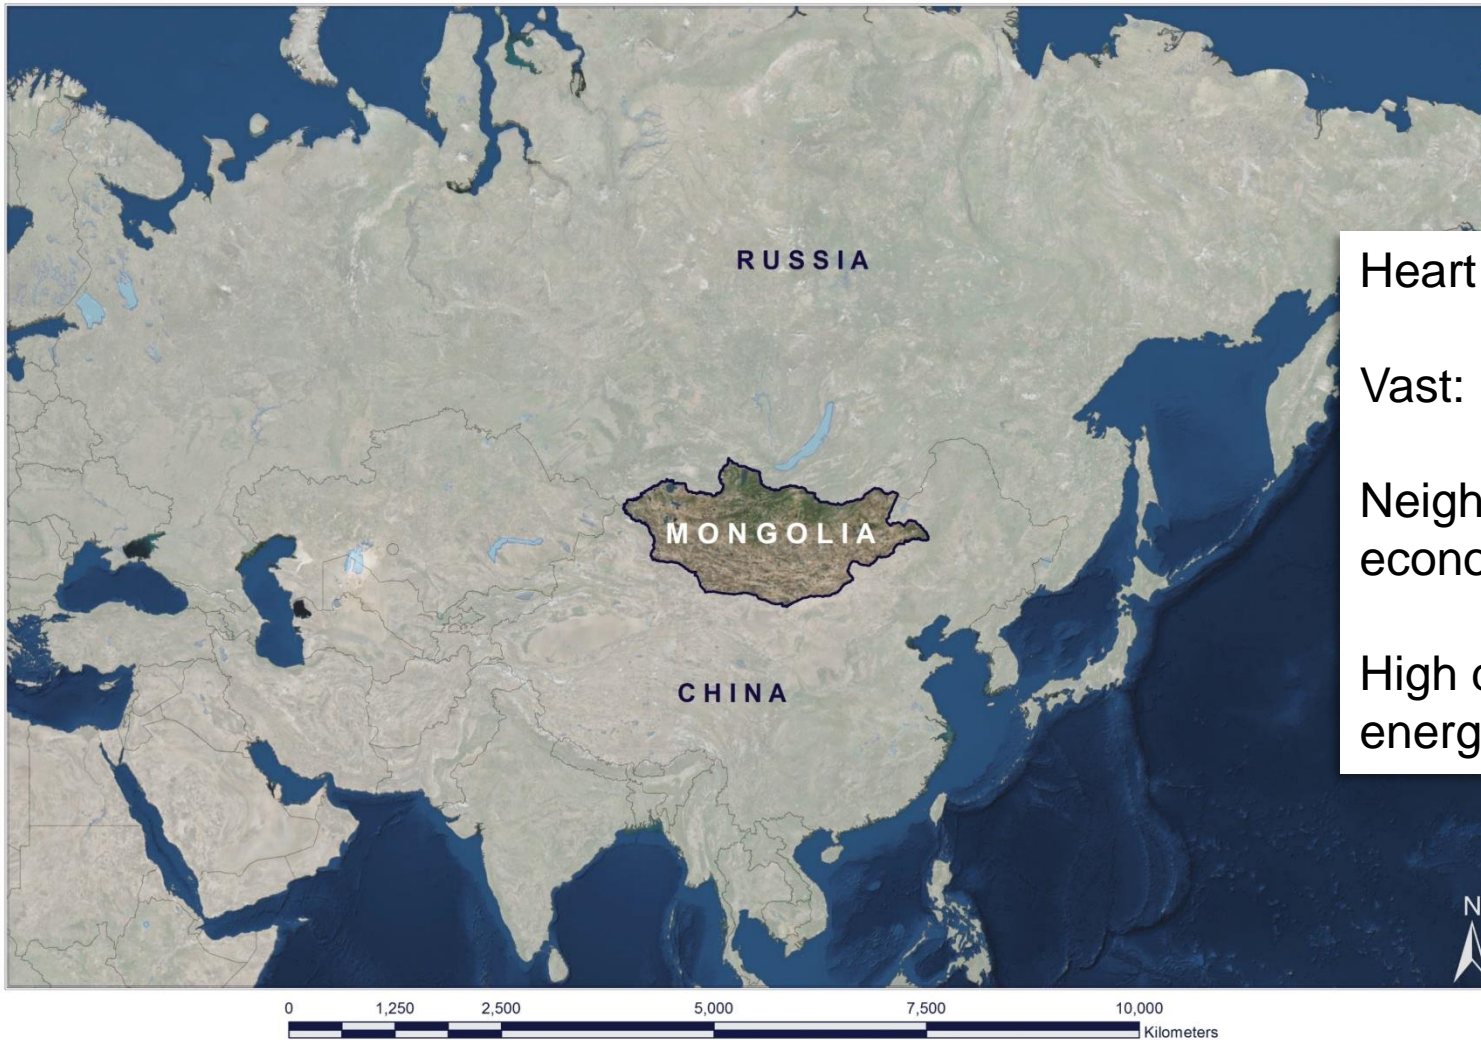 RUSSIA
MONGOLIA
CHINA
Heart
Vast:
Neigh
econo
High
energ
N
0 1,250 2,500 5,000 7,500 10,000
Kilometers